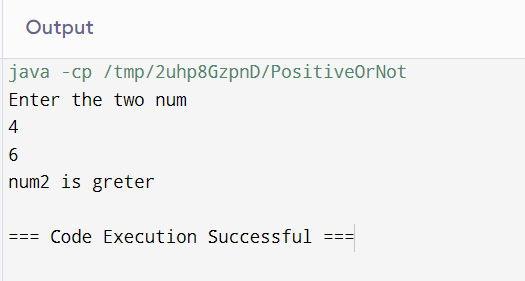 Output
java -cp /tmp/2uhp8GzpnD/PositiveOrNot
Enter the two num
4
6
num2 is greter
=== Code Execution Successful ===